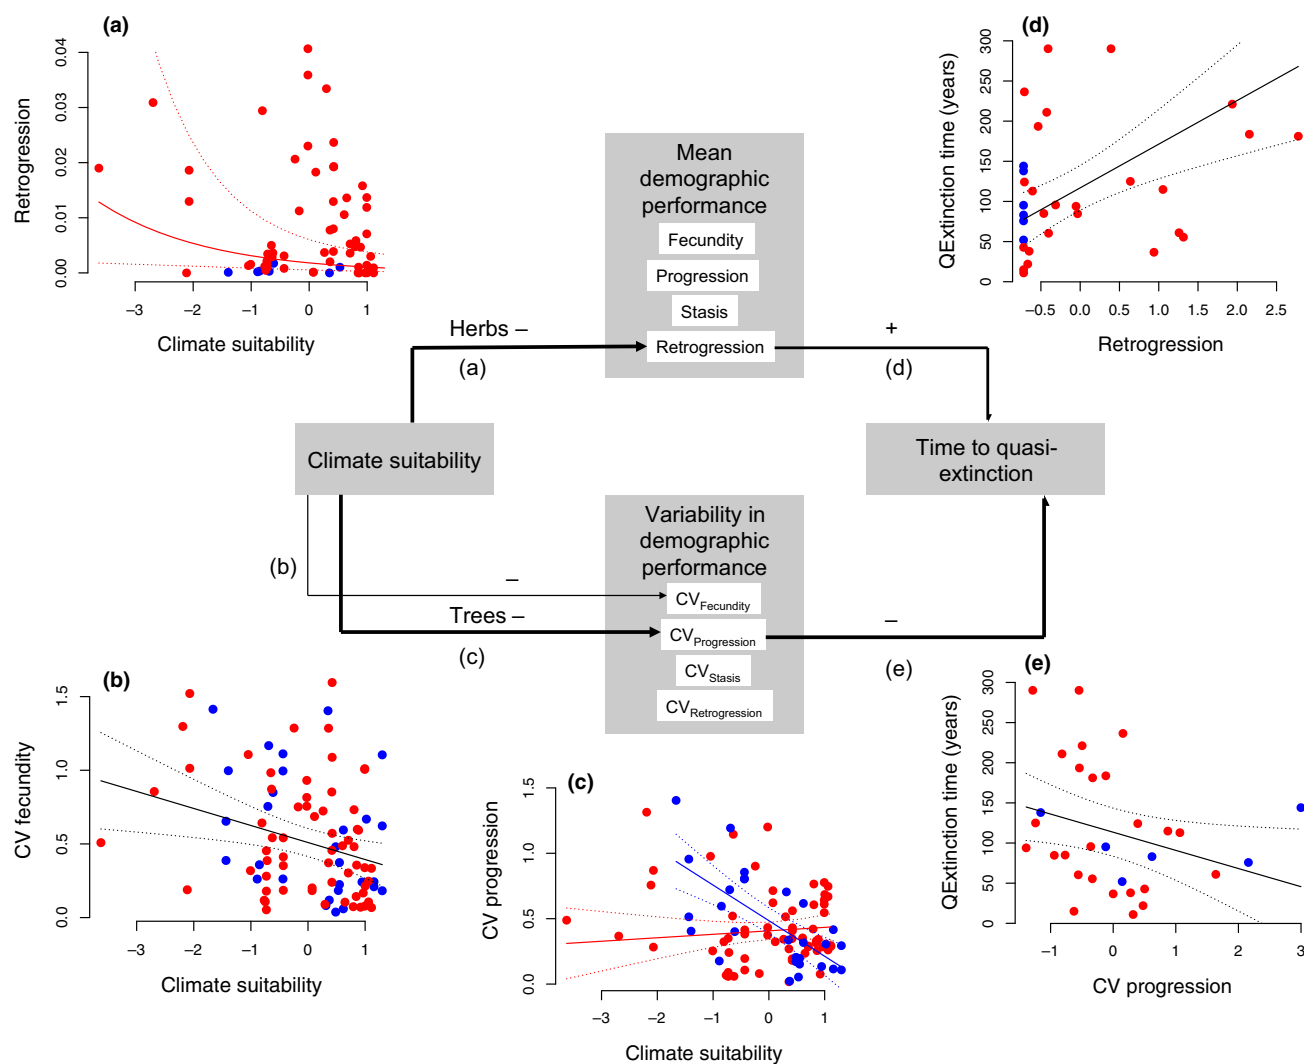 (a)
Retrogression
0.04
0.03
0.02
0.01
0.00
−3 −2 −1 0 1
Climate suitability
(d)
QExtinction time (years)
300
250
200
150
100
50
0
−0.5 0.0 0.5 1.0 1.5 2.0 2.5
Retrogression
Mean
demographic
performance
Fecundity
Progression
Stasis
Retrogression
Herbs −
(a)
+
(d)
Climate suitability
Time to quasi-
extinction
Variability in
demographic
performance
CVFecundity
CVProgression
CVStasis
CVRetrogression
(b)
−
Trees −
(c)
−
(e)
(b)
CV fecundity
1.5
1.0
0.5
0.0
−3 −2 −1 0 1
Climate suitability
(c)
CV progression
1.5
1.0
0.5
0.0
−3 −2 −1 0 1
Climate suitability
(e)
QExtinction time (years)
300
250
200
150
100
50
0
−1 0 1 2 3
CV progression